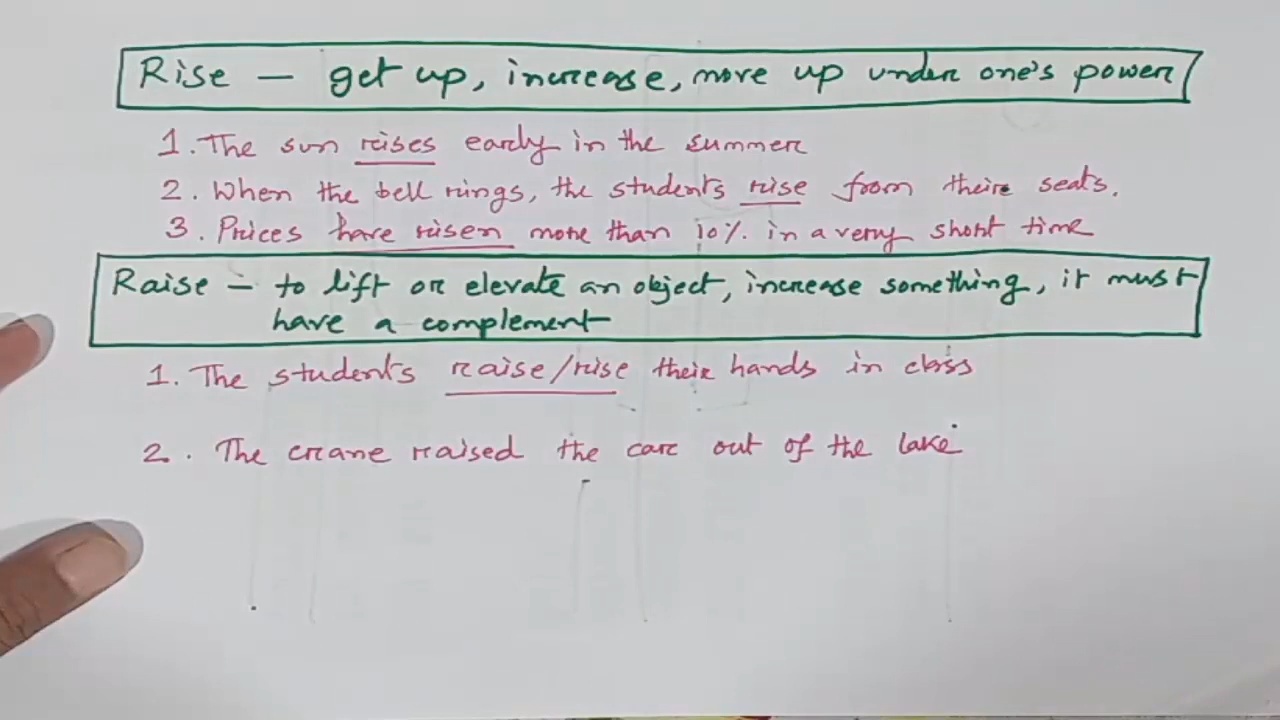 Rise – get up, increase, move up under one's power
1. The sun rises early in the summer
2. When the bell rings, the students rise from their seats.
3. Prices have risen more than 10% in a very short time
Raise – to lift or elevate an object, increase something, it must
have a complement
1. The students raise/rise their hands in class
2. The crane raised the car out of the lake